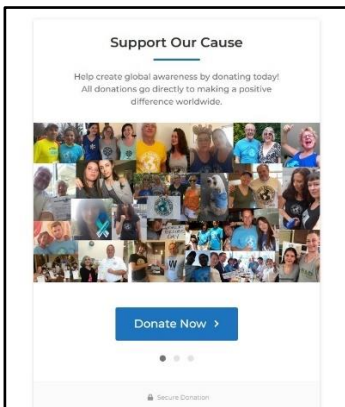 Support Our Cause
Help create global awareness by donating today!
All donations go directly to making a positive
difference worldwide.
Donate Now >
Secure Donation